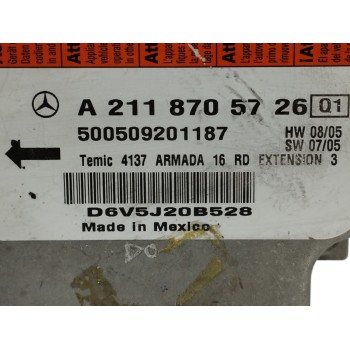 A 211 870 57 26 Q1
500509201187
HW 08/05
SW 07/05
Temic 4137 ARMADA 16 RD EXTENSION 3
D6V5J20B528
Made in Mexico